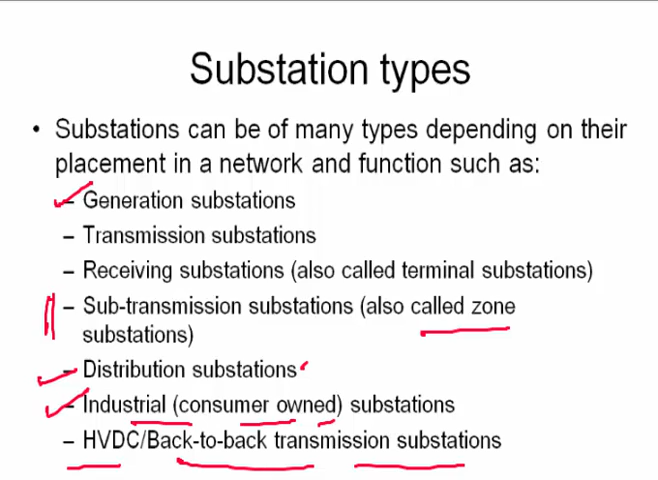 Substation types
• Substations can be of many types depending on their
placement in a network and function such as:
– Generation substations
– Transmission substations
– Receiving substations (also called terminal substations)
– Sub-transmission substations (also called zone
substations)
– Distribution substations
– Industrial (consumer owned) substations
– HVDC/Back-to-back transmission substations